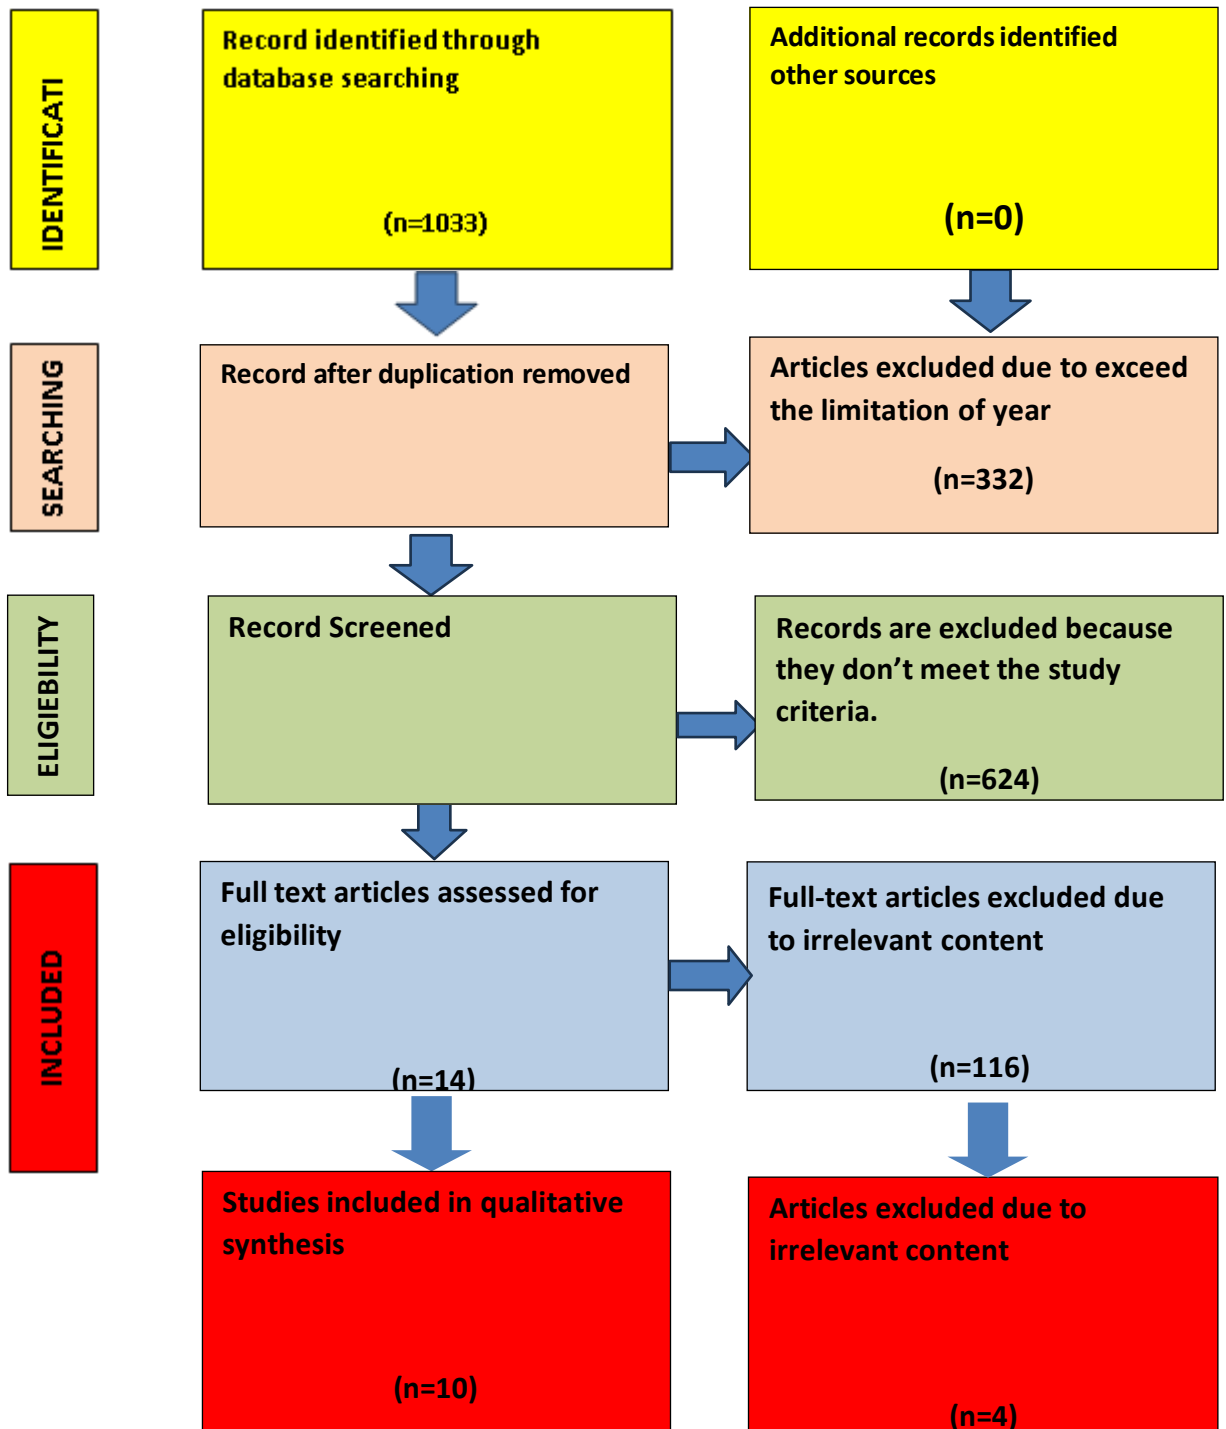 IDENTIFICATI
Record identified through
database searching
(n=1033)
Additional records identified
other sources
(n=0)
SEARCHING
Record after duplication removed
Articles excluded due to exceed
the limitation of year
(n=332)
ELIGIEBILITY
Record Screened
Records are excluded because
they don’t meet the study
criteria.
(n=624)
INCLUDED
Full text articles assessed for
eligibility
(n=14)
Full-text articles excluded due
to irrelevant content
(n=116)
Studies included in qualitative
synthesis
(n=10)
Articles excluded due to
irrelevant content
(n=4)